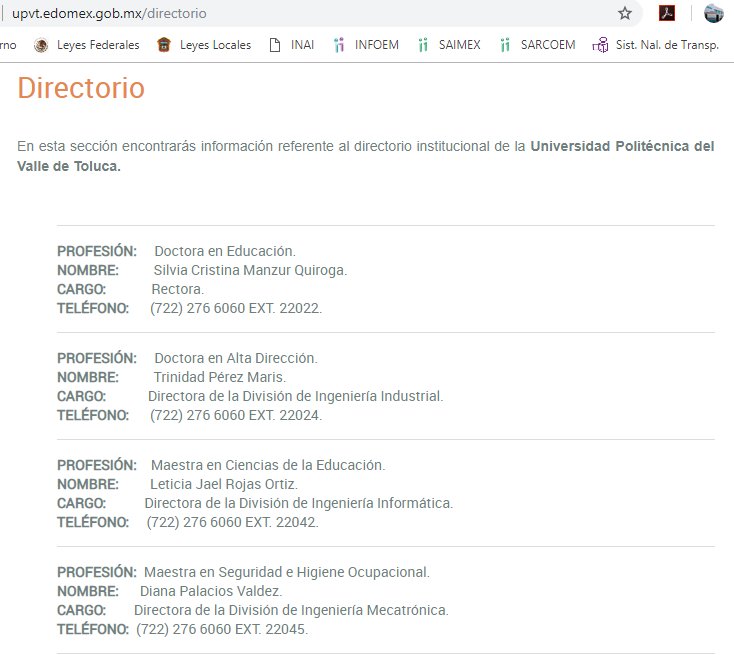 upvt.edomex.gob.mx/directorio
rno Leyes Federales Leyes Locales INAI INFOEM SAIMEX SARCOEM Sist. Nal. de Transp.
Directorio
En esta sección encontrarás información referente al directorio institucional de la Universidad Politécnica del
Valle de Toluca.
PROFESIÓN: Doctora en Educación.
NOMBRE: Silvia Cristina Manzur Quiroga.
CARGO: Rectora.
TELÉFONO: (722) 276 6060 EXT. 22022.
PROFESIÓN: Doctora en Alta Dirección.
NOMBRE: Trinidad Pérez Maris.
CARGO: Directora de la División de Ingeniería Industrial.
TELÉFONO: (722) 276 6060 EXT. 22024.
PROFESIÓN: Maestra en Ciencias de la Educación.
NOMBRE: Leticia Jael Rojas Ortiz.
CARGO: Directora de la División de Ingeniería Informática.
TELÉFONO: (722) 276 6060 EXT. 22042.
PROFESIÓN: Maestra en Seguridad e Higiene Ocupacional.
NOMBRE: Diana Palacios Valdez.
CARGO: Directora de la División de Ingeniería Mecatrónica.
TELÉFONO: (722) 276 6060 EXT. 22045.